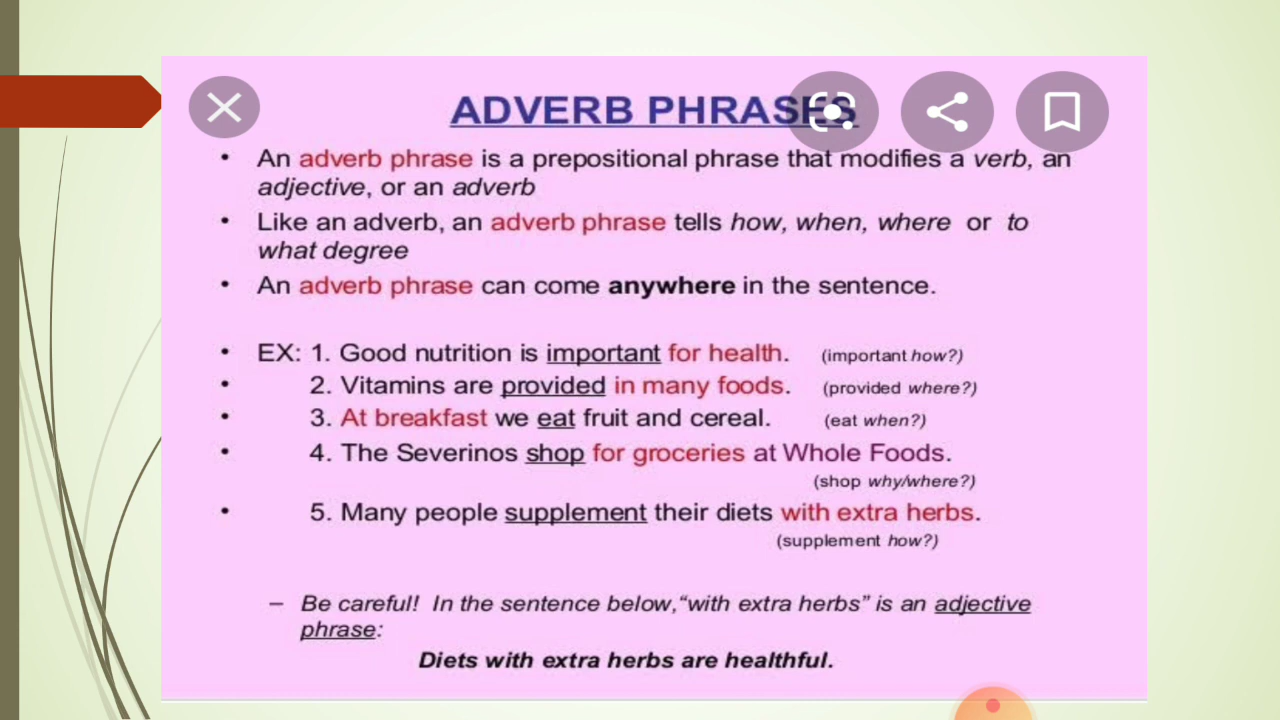 ADVERB PHRASES
• An adverb phrase is a prepositional phrase that modifies a verb, an
adjective, or an adverb
• Like an adverb, an adverb phrase tells how, when, where or to
what degree
• An adverb phrase can come anywhere in the sentence.
• EX: 1. Good nutrition is important for health. (important how?)
• 2. Vitamins are provided in many foods. (provided where?)
• 3. At breakfast we eat fruit and cereal. (eat when?)
• 4. The Severinos shop for groceries at Whole Foods.
(shop why/where?)
• 5. Many people supplement their diets with extra herbs.
(supplement how?)
– Be careful! In the sentence below,“with extra herbs” is an adjective
phrase:
Diets with extra herbs are healthful.